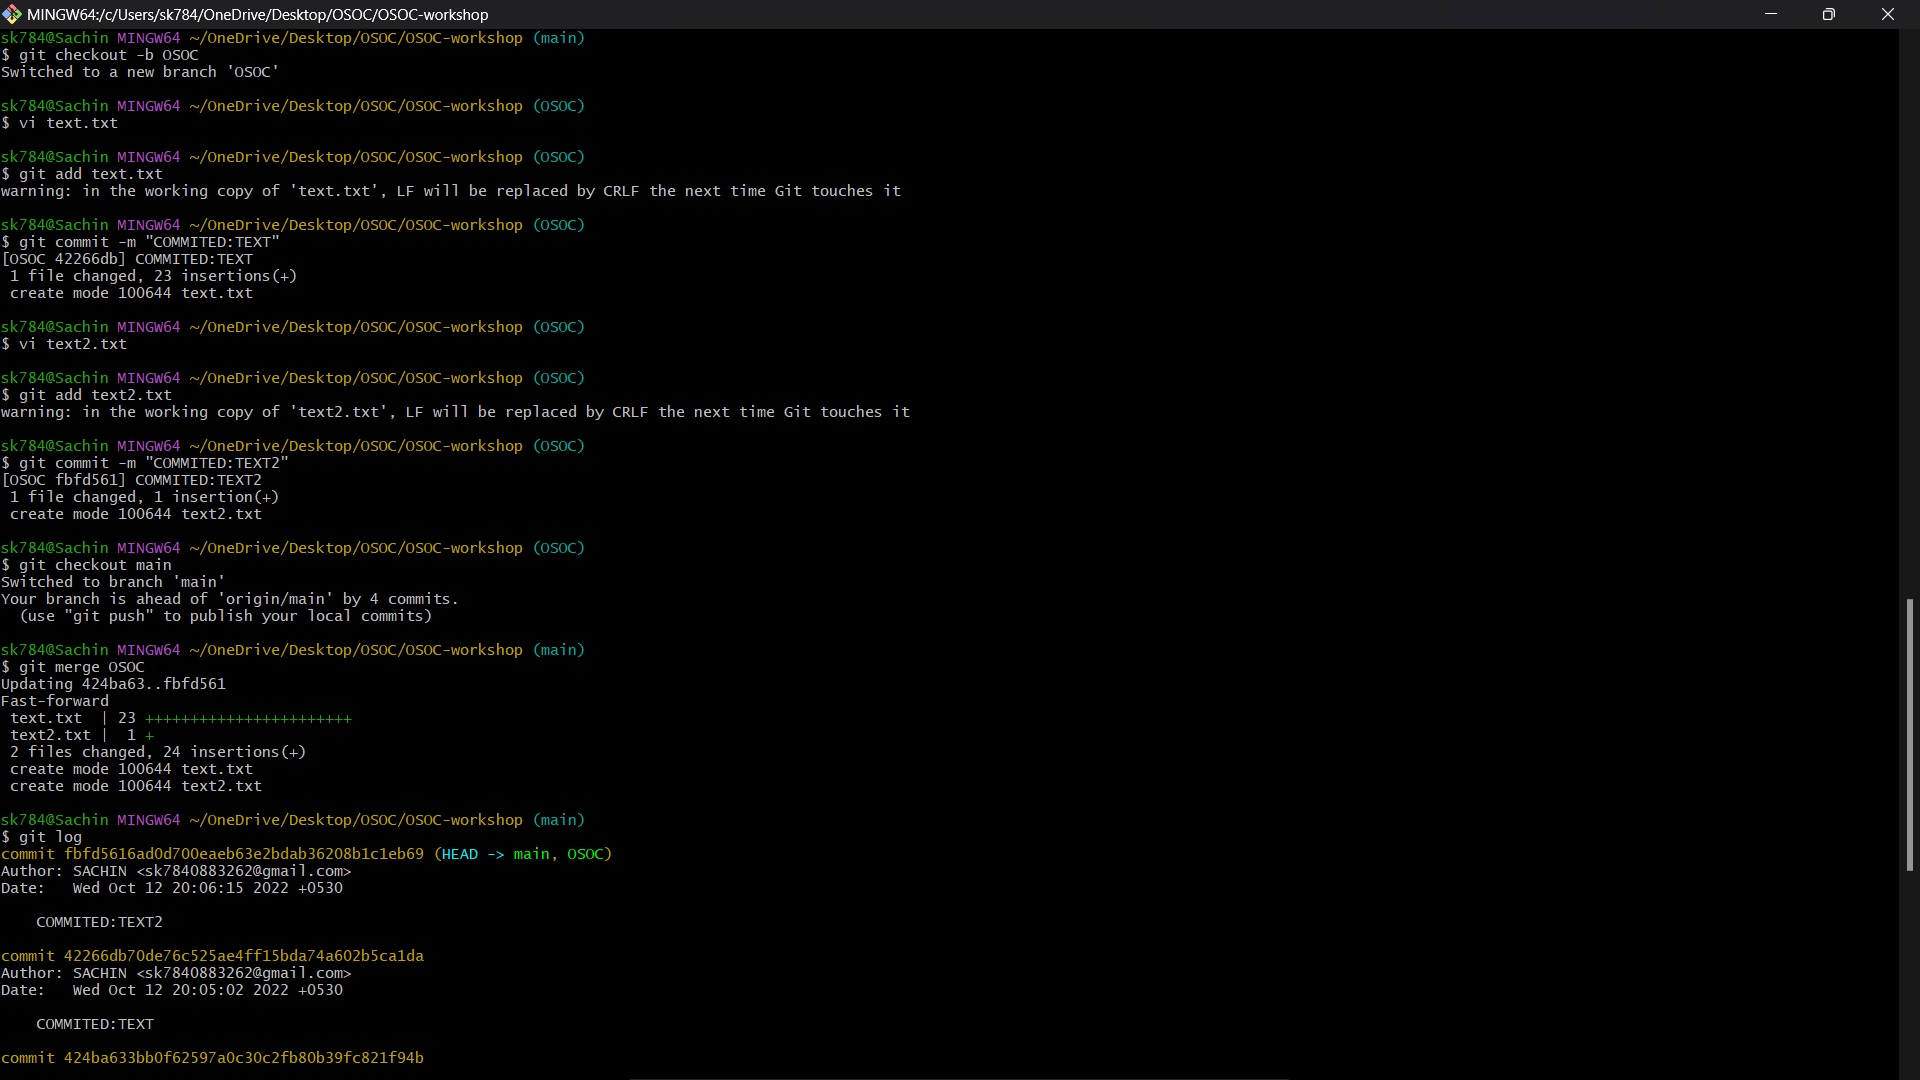 MINGW64:/c/Users/sk784/OneDrive/Desktop/OSOC/OSOC-workshop
sk784@Sachin MINGW64 ~/OneDrive/Desktop/OSOC/OSOC-workshop (main)
$ git checkout -b OSOC
Switched to a new branch 'OSOC'
sk784@Sachin MINGW64 ~/OneDrive/Desktop/OSOC/OSOC-workshop (OSOC)
$ vi text.txt
sk784@Sachin MINGW64 ~/OneDrive/Desktop/OSOC/OSOC-workshop (OSOC)
$ git add text.txt
warning: in the working copy of 'text.txt', LF will be replaced by CRLF the next time Git touches it
sk784@Sachin MINGW64 ~/OneDrive/Desktop/OSOC/OSOC-workshop (OSOC)
$ git commit -m "COMMITED:TEXT"
[OSOC 42266db] COMMITED:TEXT
1 file changed, 23 insertions(+)
create mode 100644 text.txt
sk784@Sachin MINGW64 ~/OneDrive/Desktop/OSOC/OSOC-workshop (OSOC)
$ vi text2.txt
sk784@Sachin MINGW64 ~/OneDrive/Desktop/OSOC/OSOC-workshop (OSOC)
$ git add text2.txt
warning: in the working copy of 'text2.txt', LF will be replaced by CRLF the next time Git touches it
sk784@Sachin MINGW64 ~/OneDrive/Desktop/OSOC/OSOC-workshop (OSOC)
$ git commit -m "COMMITED:TEXT2"
[OSOC fbfd561] COMMITED:TEXT2
1 file changed, 1 insertion(+)
create mode 100644 text2.txt
sk784@Sachin MINGW64 ~/OneDrive/Desktop/OSOC/OSOC-workshop (OSOC)
$ git checkout main
Switched to branch 'main'
Your branch is ahead of 'origin/main' by 4 commits.
(use "git push" to publish your local commits)
sk784@Sachin MINGW64 ~/OneDrive/Desktop/OSOC/OSOC-workshop (main)
$ git merge OSOC
Updating 424ba63..fbfd561
Fast-forward
text.txt | 23 +++++++++++++++++++++++
text2.txt | 1 +
2 files changed, 24 insertions(+)
create mode 100644 text.txt
create mode 100644 text2.txt
sk784@Sachin MINGW64 ~/OneDrive/Desktop/OSOC/OSOC-workshop (main)
$ git log
commit fbfd5616ad0d700eaeb63e2bdab36208b1c1eb69 (HEAD -> main, OSOC)
Author: SACHIN <sk7840883262@gmail.com>
Date: Wed Oct 12 20:06:15 2022 +0530
COMMITED:TEXT2
commit 42266db70de76c525ae4ff15bda74a602b5ca1da
Author: SACHIN <sk7840883262@gmail.com>
Date: Wed Oct 12 20:05:02 2022 +0530
COMMITED:TEXT
commit 424ba633bb0f62597a0c30c2fb80b39fc821f94b